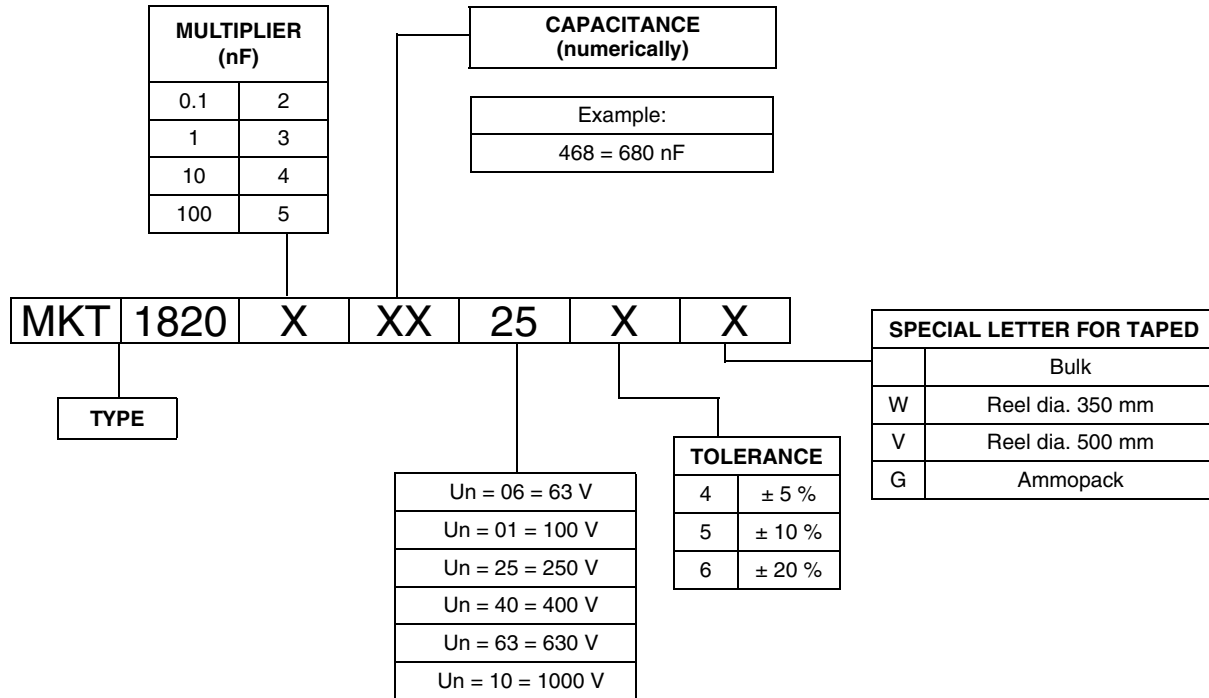 MULTIPLIER
(nF)
0.1 2
1 3
10 4
100 5
CAPACITANCE
(numerically)
Example:
468 = 680 nF
MKT 1820 X XX 25 X X
TYPE
Un = 06 = 63 V
Un = 01 = 100 V
Un = 25 = 250 V
Un = 40 = 400 V
Un = 63 = 630 V
Un = 10 = 1000 V
TOLERANCE
4 ± 5 %
5 ± 10 %
6 ± 20 %
SPECIAL LETTER FOR TAPED
Bulk
W Reel dia. 350 mm
V Reel dia. 500 mm
G Ammopack